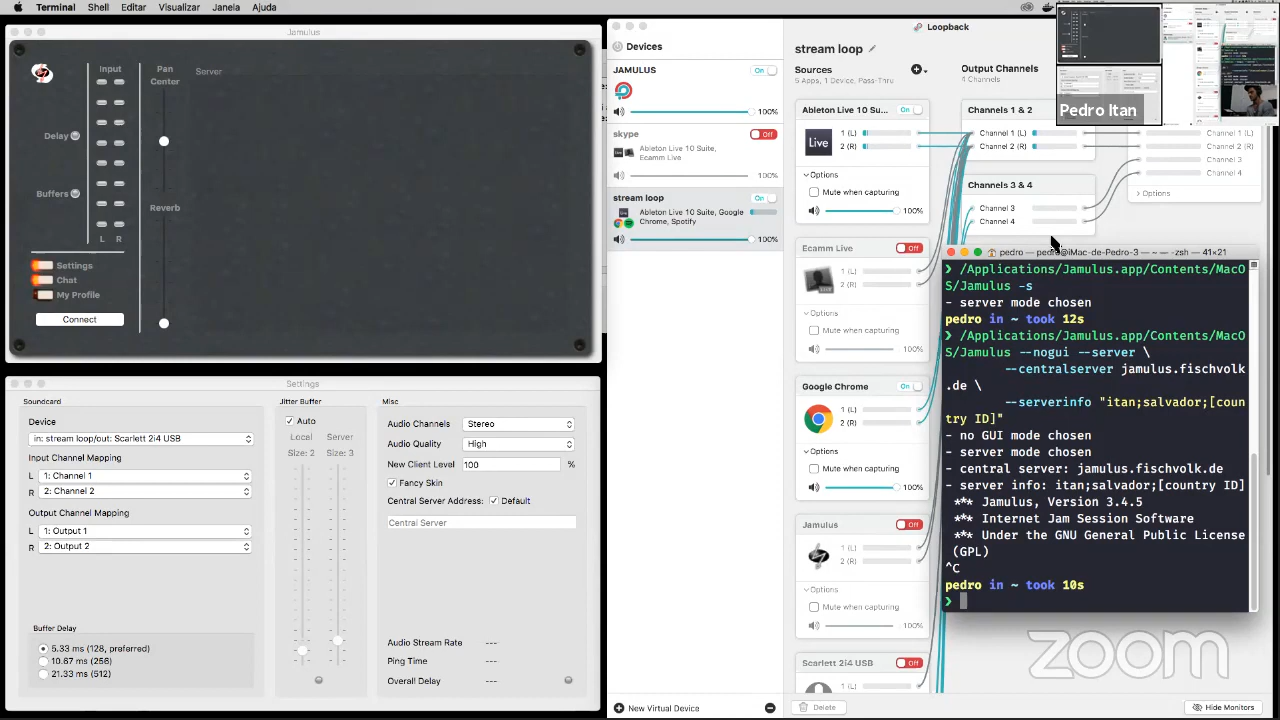 Terminal Shell Editar Visualizar Janela Ajuda
Jamulus
Input
L R
Pan
Center
Server
Delay
Buffers
Reverb
Settings
Chat
My Profile
Connect
Settings
Soundcard
Device
in: stream loop/out: Scarlett 2i4 USB
Input Channel Mapping
L 1: Channel 1
R 2: Channel 2
Output Channel Mapping
L 1: Output 1
R 2: Output 2
Buffer Delay
5.33 ms (128, preferred)
10.67 ms (256)
21.33 ms (512)
Jitter Buffer
Auto
Local Server
Size: 2 Size: 3
Misc
Audio Channels Stereo
Audio Quality High
New Client Level 100 %
Fancy Skin
Central Server Address: Default
Central Server
Audio Stream Rate ---
Ping Time ---
Overall Delay ---
Loopback
Devices
JAMULUS On
100%
skype Off
Ableton Live 10 Suite,
Ecamm Live
100%
stream loop On
Ableton Live 10 Suite, Google
Chrome, Spotify
100%
New Virtual Device
stream loop
Sources
5 Apps, 1 Device, Pass-Thru
Ableton Live 10 Su... On
Live
1 (L)
2 (R)
Options
Mute when capturing
100%
Ecamm Live Off
1 (L)
2 (R)
Options
Mute when capturing
100%
Google Chrome On
1 (L)
2 (R)
Options
Mute when capturing
100%
Jamulus Off
1 (L)
2 (R)
Options
Mute when capturing
100%
Scarlett 2i4 USB Off
1 (L)
Delete
Channels 1 & 2
Channel 1 (L)
Channel 2 (R)
Channels 3 & 4
Channel 3
Channel 4
Channel 1 (L)
Channel 2 (R)
Channel 3
Channel 4
Options
Pedro Itan
pedro — pedro@iMac-de-Pedro-3 — ~ — -zsh — 41×21
❯ /Applications/Jamulus.app/Contents/MacO
S/Jamulus -s
- server mode chosen
pedro in ~ took 12s
❯ /Applications/Jamulus.app/Contents/MacO
S/Jamulus --nogui --server \
--centralserver jamulus.fischvolk
.de \
--serverinfo "itan;salvador;[coun
try ID]"
- no GUI mode chosen
- server mode chosen
- central server: jamulus.fischvolk.de
- server info: itan;salvador;[country ID]
*** Jamulus, Version 3.4.5
*** Internet Jam Session Software
*** Under the GNU General Public License
(GPL)
^C
pedro in ~ took 10s
❯
zoom
Hide Monitors